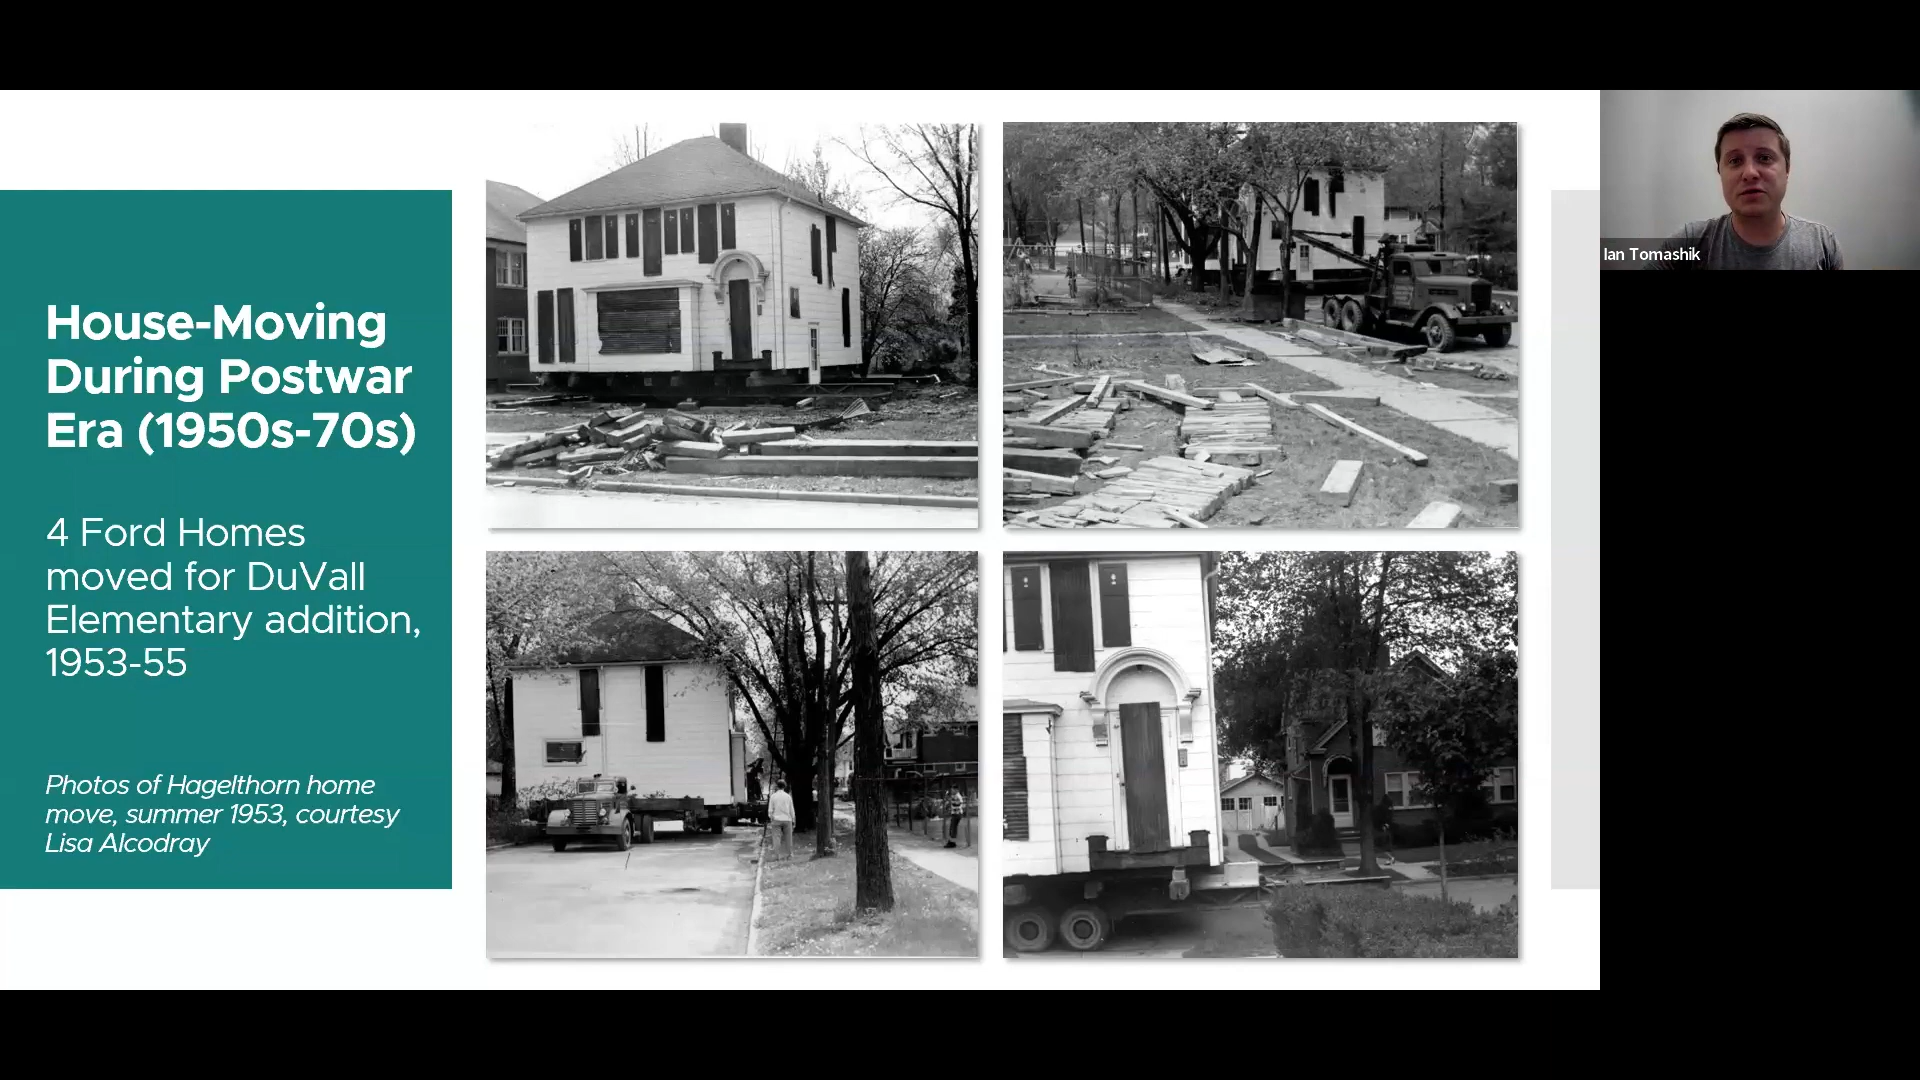 House-Moving
During Postwar
Era (1950s-70s)
4 Ford Homes
moved for DuVall
Elementary addition,
1953-55
Photos of Hagelthorn home
move, summer 1953, courtesy
Lisa Alcodray
Ian Tomashik